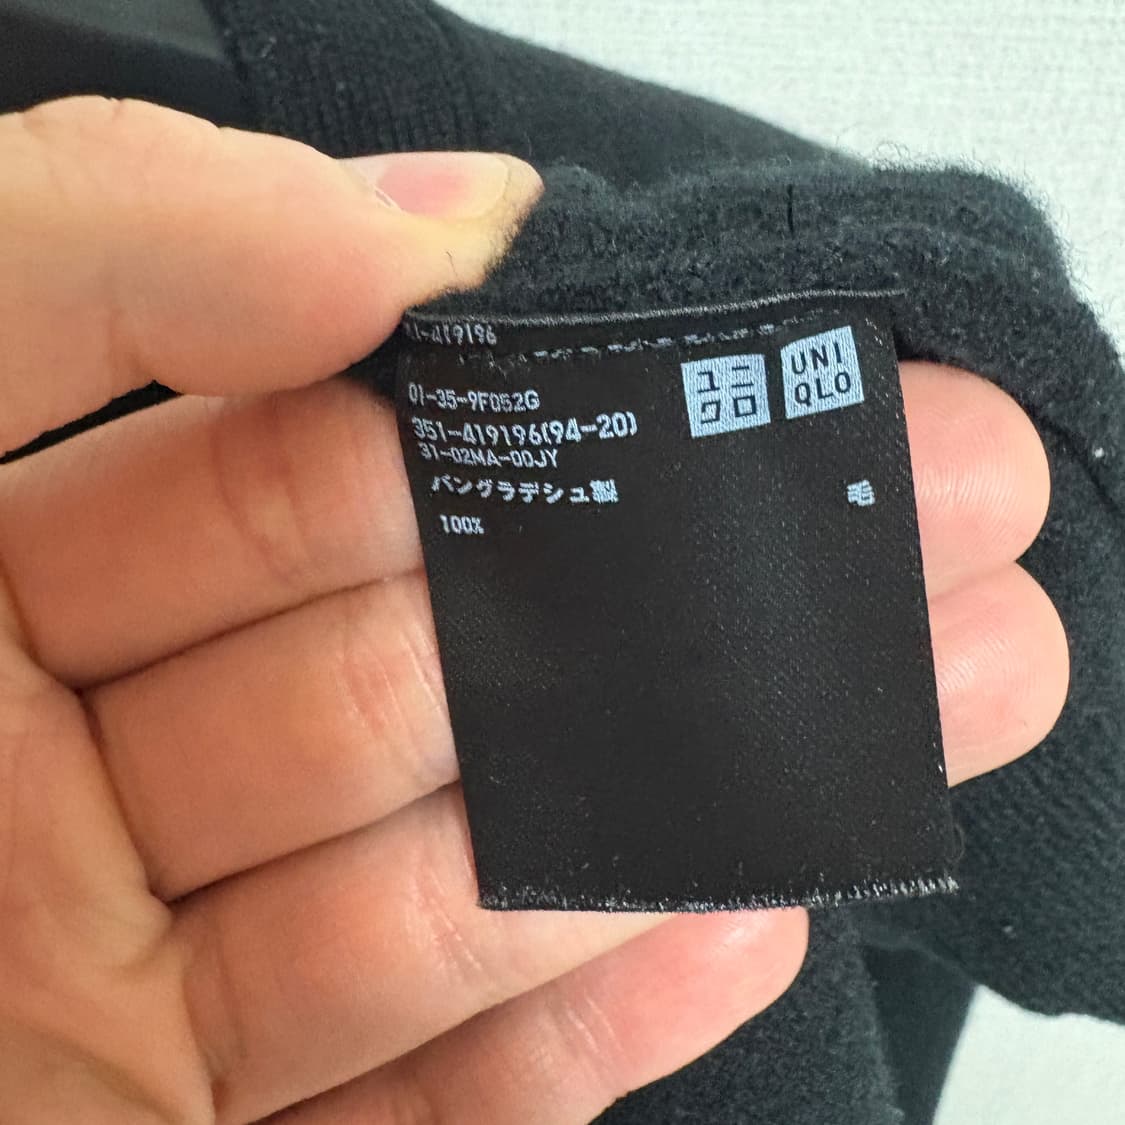 1-419196
ユニ
クロ
UNI
QLO
01-35-9F052G
351-419196(94-20)
31-02MA-00JY
バングラデシュ製
毛
100%